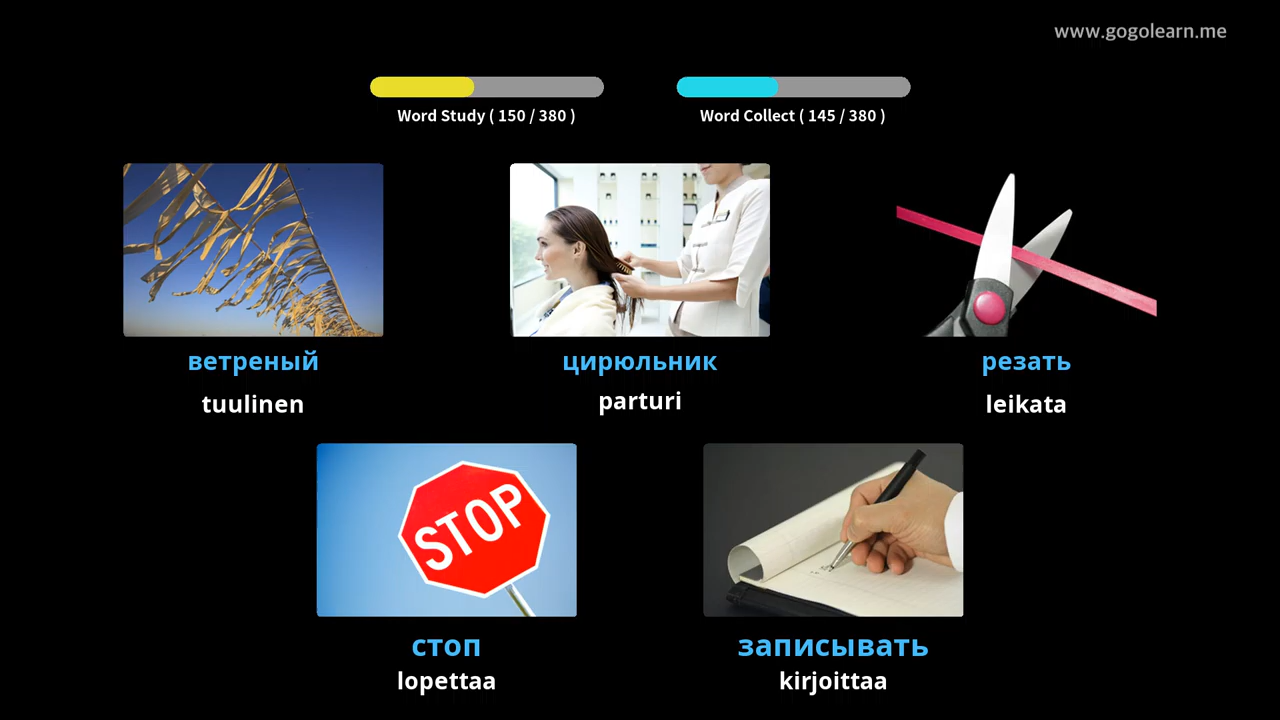 www.gogolearn.me
Word Study ( 150 / 380 )
Word Collect ( 145 / 380 )
ветреный
tuulinen
цирюльник
parturi
резать
leikata
STOP
стоп
lopettaa
записывать
kirjoittaa